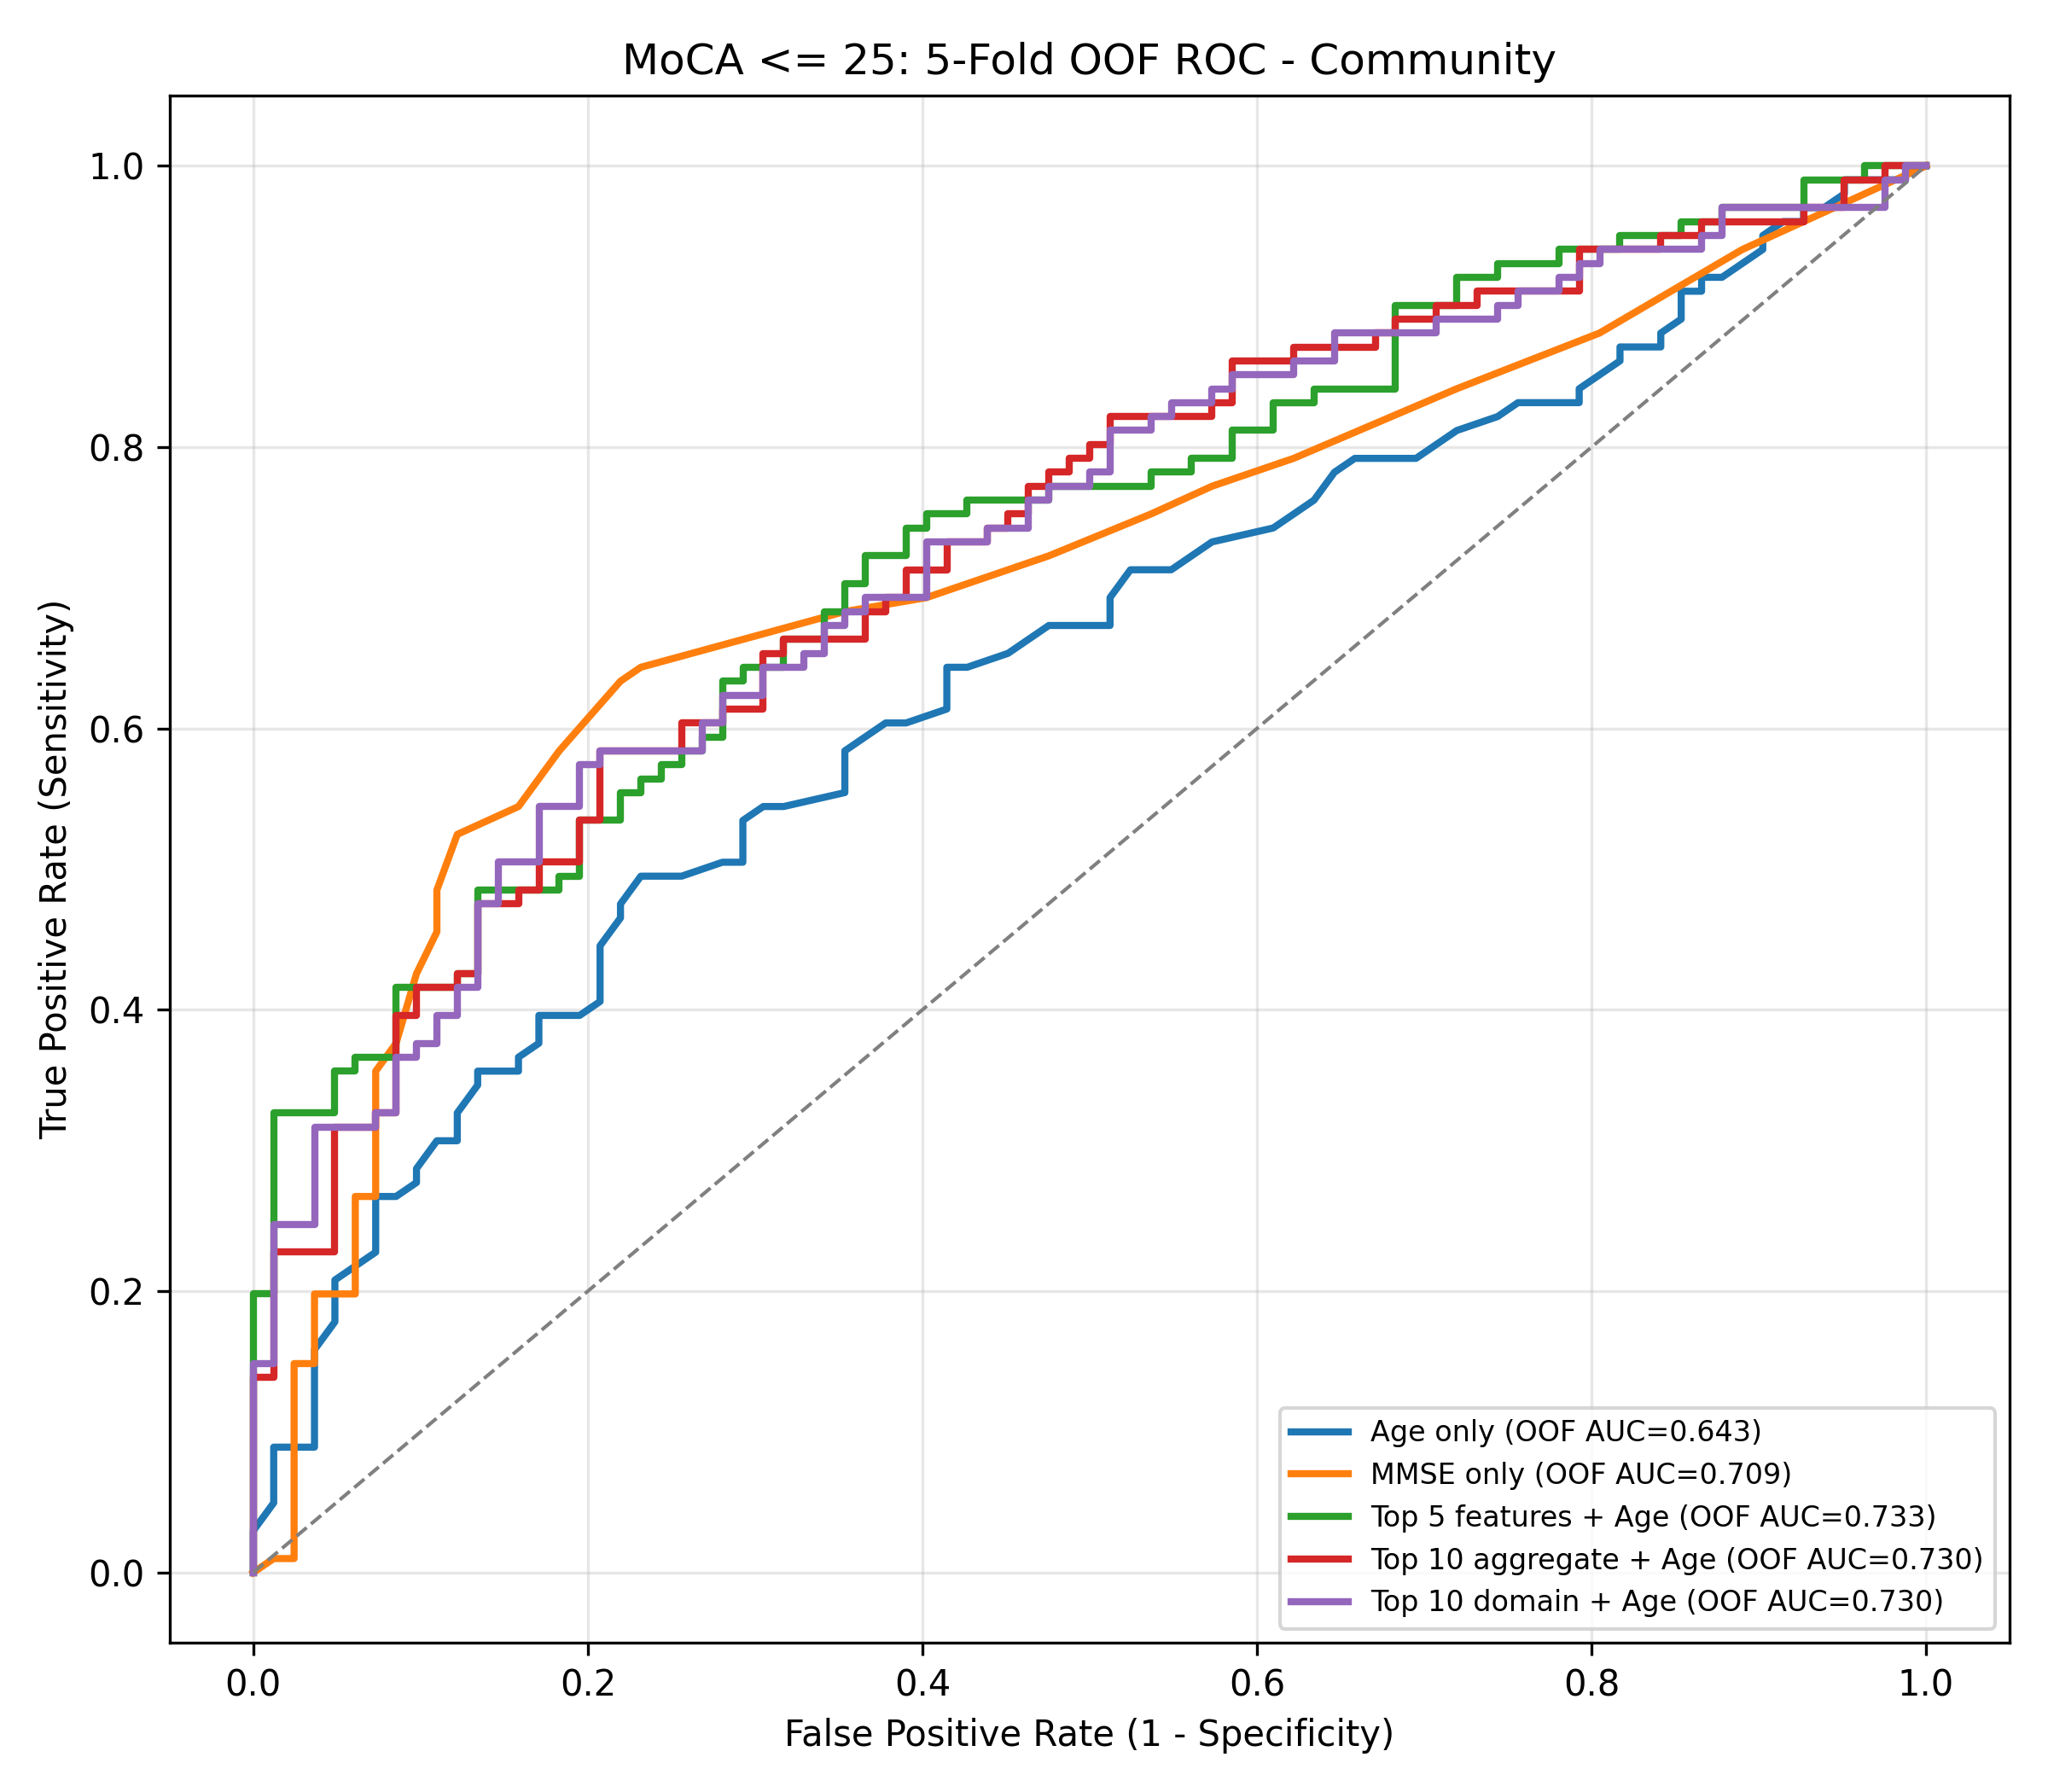 MoCA <= 25: 5-Fold OOF ROC - Community
True Positive Rate (Sensitivity)
1.0
0.8
0.6
0.4
0.2
0.0
Age only (OOF AUC=0.643)
MMSE only (OOF AUC=0.709)
Top 5 features + Age (OOF AUC=0.733)
Top 10 aggregate + Age (OOF AUC=0.730)
Top 10 domain + Age (OOF AUC=0.730)
0.0 0.2 0.4 0.6 0.8 1.0
False Positive Rate (1 - Specificity)